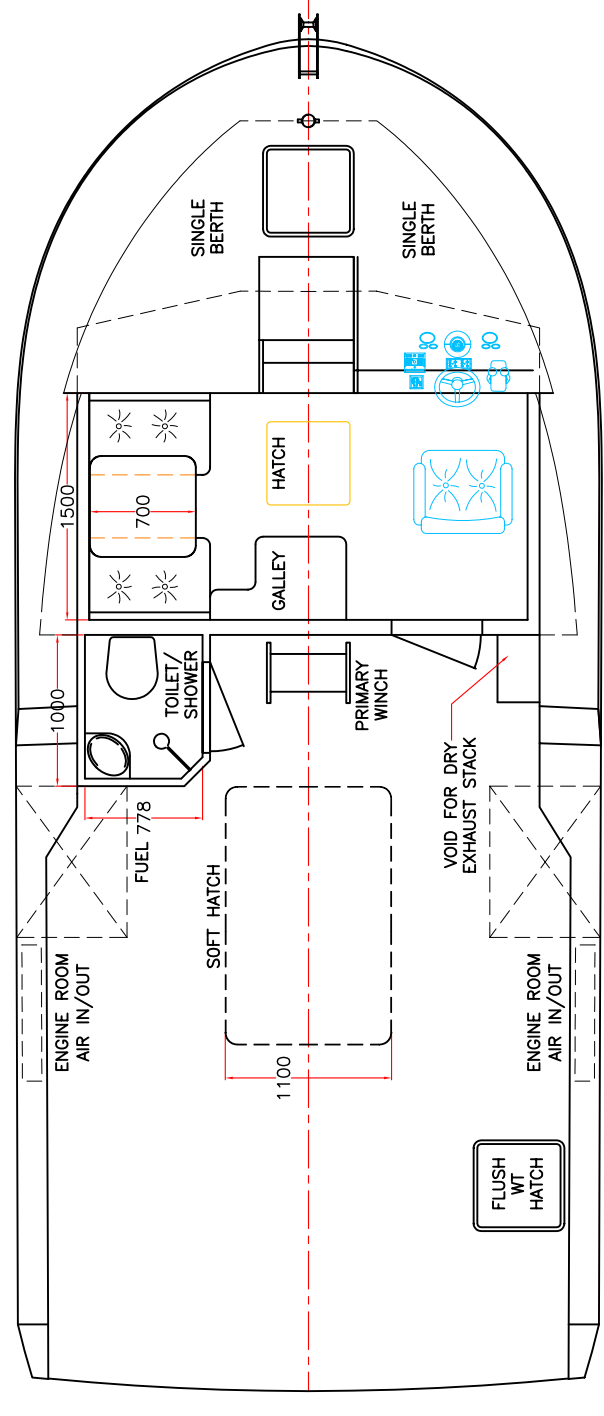 SINGLE
BERTH
SINGLE
BERTH
1500
700
HATCH
GALLEY
1000
TOILET/
SHOWER
PRIMARY
WINCH
FUEL 778
VOID FOR DRY
EXHAUST STACK
SOFT HATCH
ENGINE ROOM
AIR IN/OUT
ENGINE ROOM
AIR IN/OUT
1100
FLUSH
WT
HATCH